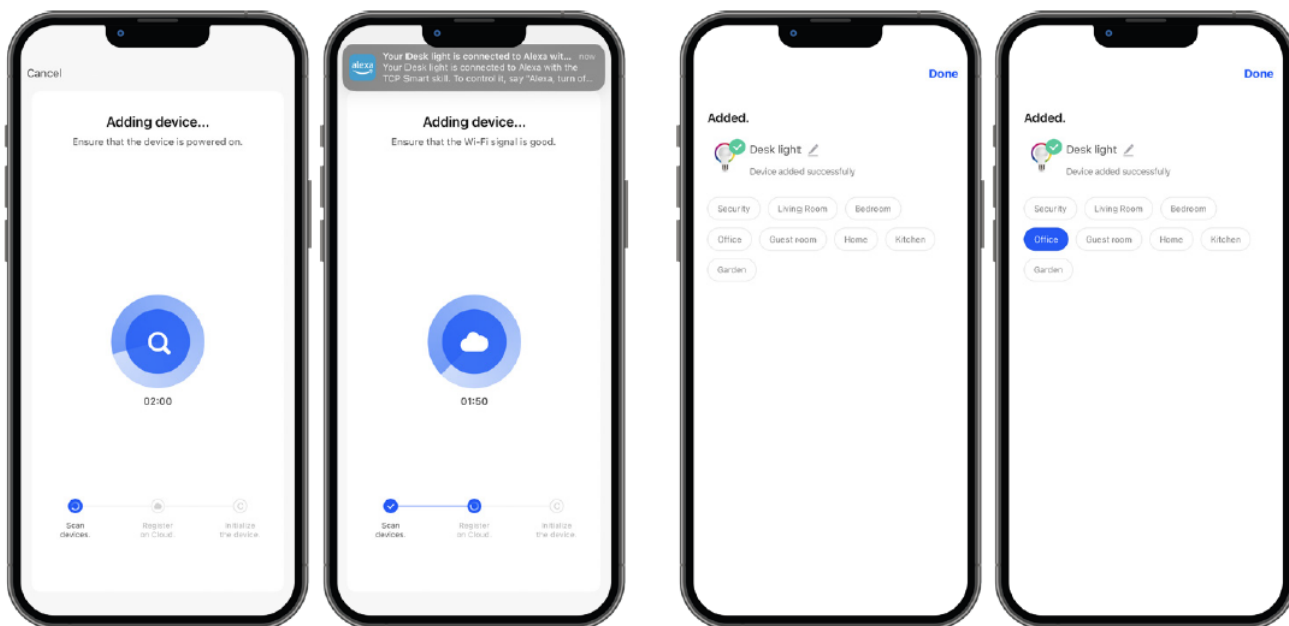 Cancel
Adding device...
Ensure that the device is powered on.
02:00
Scan
devices.
Register
on Cloud.
Initialize
the device
alexa
Your Desk light is connected to Alexa wit... now
Your Desk light is connected to Alexa with the
TCP Smart skill. To control it, say "Alexa, turn of...
Adding device...
Ensure that the Wi-Fi signal is good.
01:50
Scan
devices.
Register
on Cloud.
Initialize
the device
Done
Added.
Desk light
Device added successfully
Security Living Room Bedroom
Office Guest room Home Kitchen
Garden
Done
Added.
Desk light
Device added successfully
Security Living Room Bedroom
Office Guest room Home Kitchen
Garden